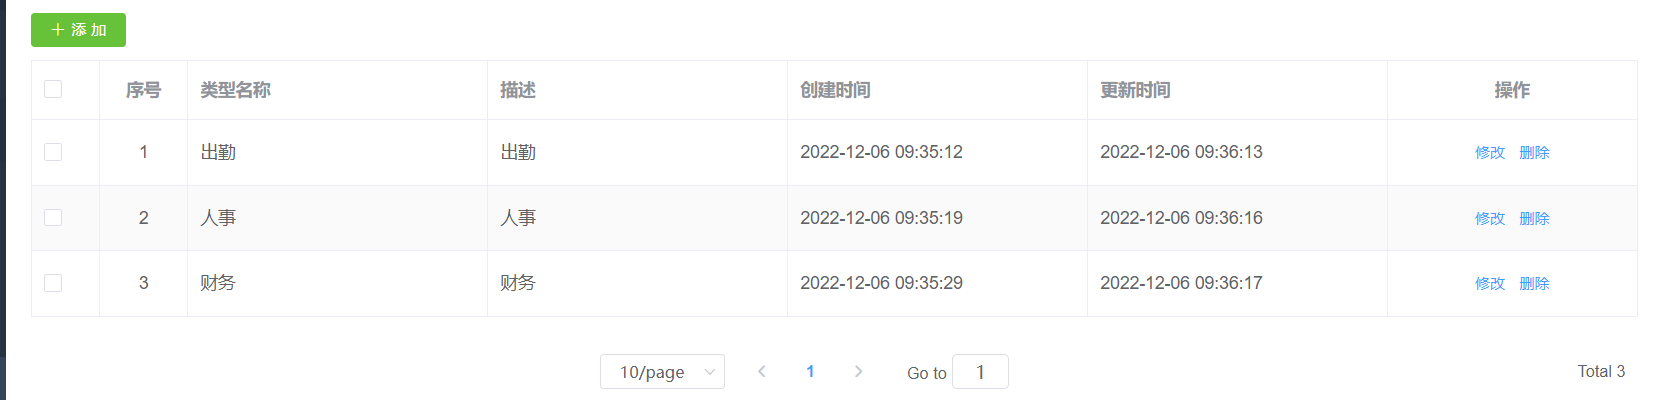 添加
序号 类型名称 描述 创建时间 更新时间 操作
1 出勤 出勤 2022-12-06 09:35:12 2022-12-06 09:36:13 修改 删除
2 人事 人事 2022-12-06 09:35:19 2022-12-06 09:36:16 修改 删除
3 财务 财务 2022-12-06 09:35:29 2022-12-06 09:36:17 修改 删除
10/page 1 Go to 1 Total 3